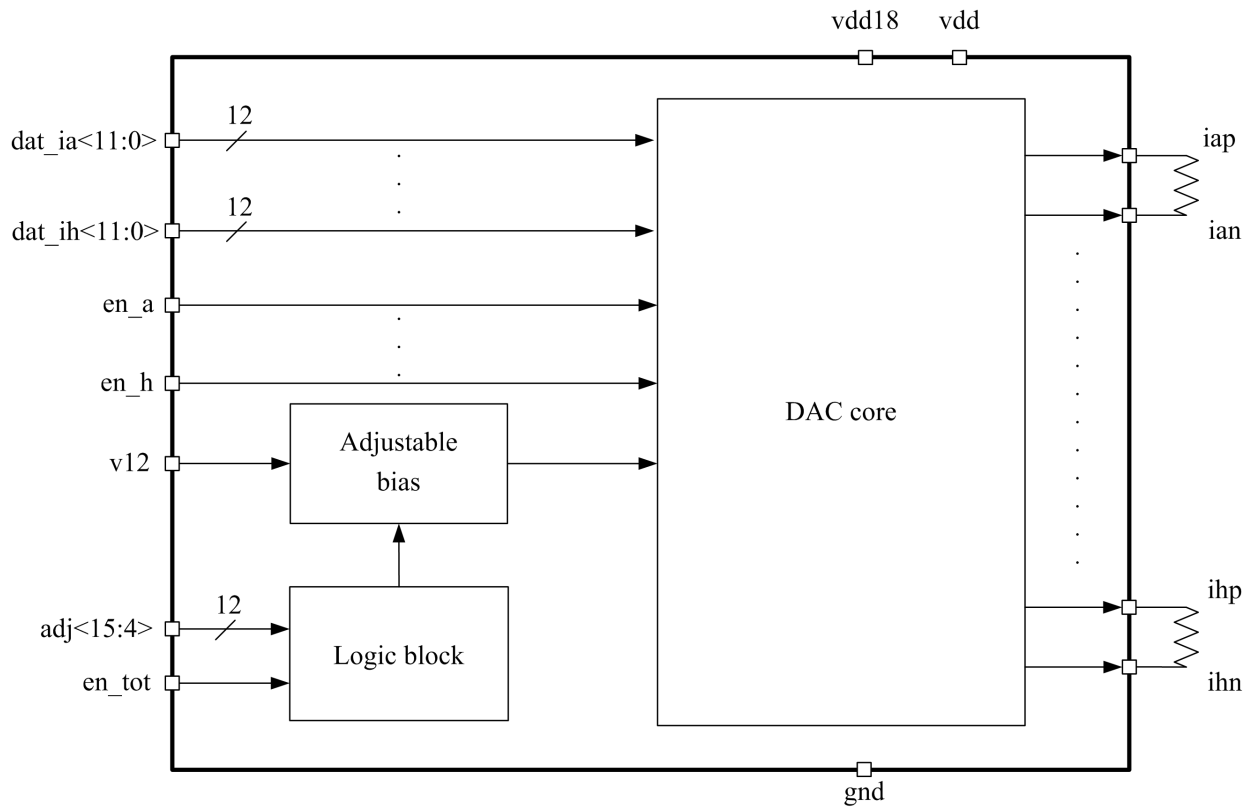 vdd18 vdd
dat_ia<11:0>
12
iap
dat_ih<11:0>
12
ian
en_a
en_h
DAC core
v12
Adjustable
bias
adj<15:4>
12
Logic block
en_tot
ihp
ihn
gnd